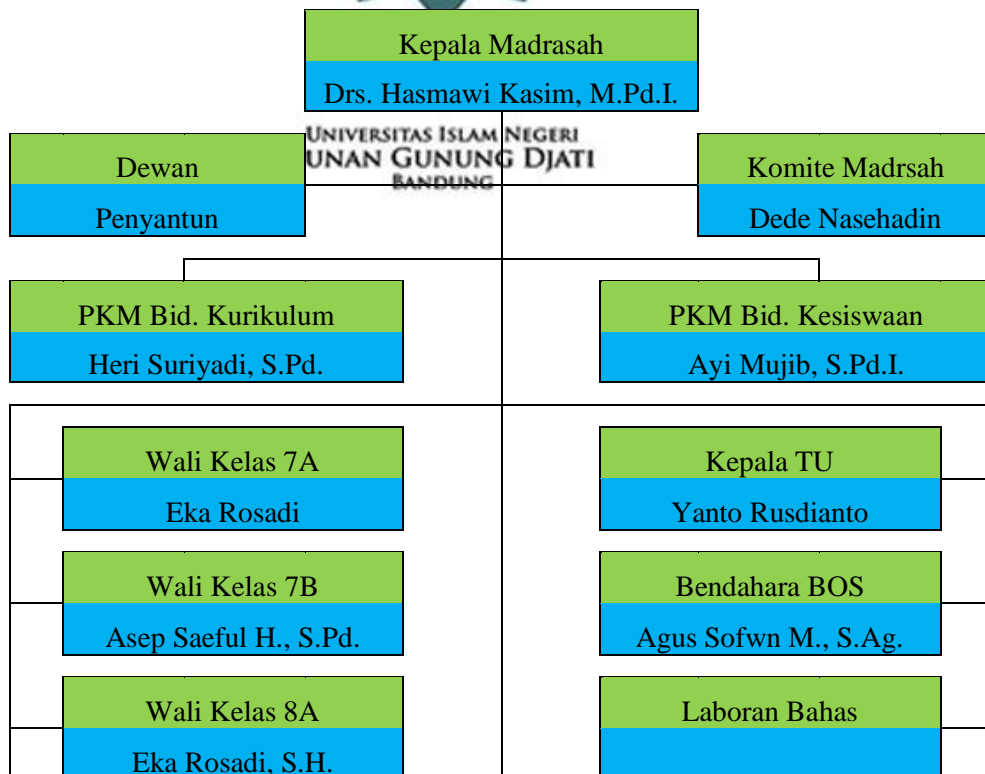 Kepala Madrasah
Drs. Hasmawi Kasim, M.Pd.I.
UNIVERSITAS ISLAM NEGERI
UNAN GUNUNG DJATI
BANDUNG
Dewan
Penyantun
Komite Madrsah
Dede Nasehadin
PKM Bid. Kurikulum
Heri Suriyadi, S.Pd.
PKM Bid. Kesiswaan
Ayi Mujib, S.Pd.I.
Wali Kelas 7A
Eka Rosadi
Kepala TU
Yanto Rusdianto
Wali Kelas 7B
Asep Saeful H., S.Pd.
Bendahara BOS
Agus Sofwn M., S.Ag.
Wali Kelas 8A
Eka Rosadi, S.H.
Laboran Bahas